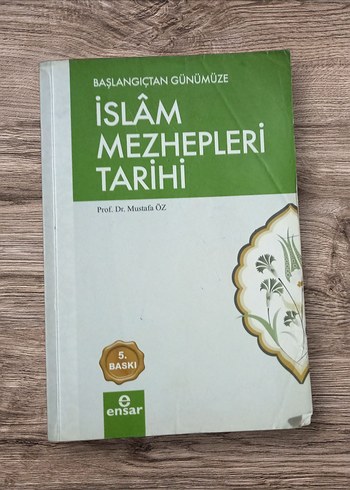 BAŞLANGIÇTAN GÜNÜMÜZE
İSLÂM
MEZHEPLERİ
TARİHİ
Prof. Dr. Mustafa ÖZ
5.
BASKI
e
ensar